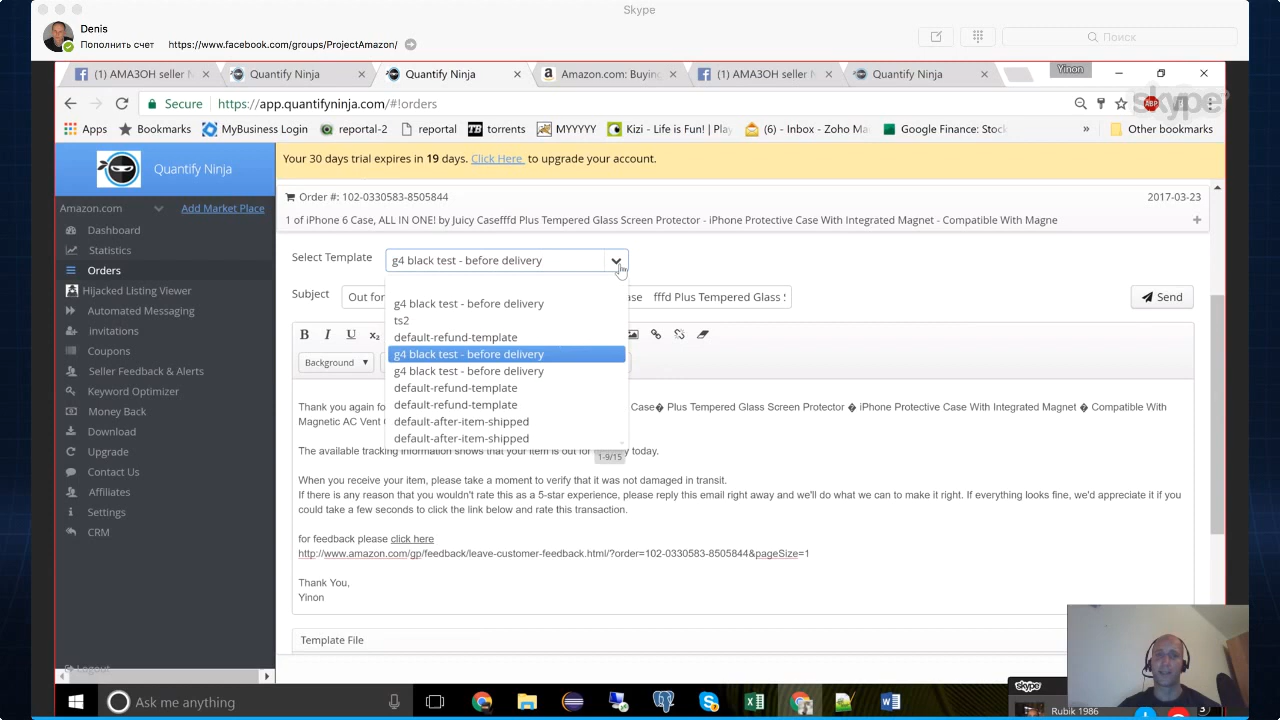 Skype
Denis
Пополнить счет https://www.facebook.com/groups/ProjectAmazon/
Поиск
(1) АМАЗОН seller
Quantify Ninja
Quantify Ninja
Amazon.com: Buyin
(1) АМАЗОН seller
Quantify Ninja
Yinon
Secure https://app.quantifyninja.com/#!orders
skype
ABP
Apps Bookmarks MyBusiness Login reportal-2 reportal torrents MYYYYY Kizi - Life is Fun! | Pla (6) - Inbox - Zoho Ma Google Finance: Stoc » Other bookmarks
Quantify Ninja
Your 30 days trial expires in 19 days. Click Here to upgrade your account.
Amazon.com Add Market Place
Dashboard
Statistics
Orders
Hijacked Listing Viewer
Automated Messaging
invitations
Coupons
Seller Feedback & Alerts
Keyword Optimizer
Money Back
Download
Upgrade
Contact Us
Affiliates
Settings
CRM
Logout
Order #: 102-0330583-8505844 2017-03-23
1 of iPhone 6 Case, ALL IN ONE! by Juicy Casefffd Plus Tempered Glass Screen Protector - iPhone Protective Case With Integrated Magnet - Compatible With Magne
Select Template g4 black test - before delivery
Subject Out for ase fffd Plus Tempered Glass Send
g4 black test - before delivery
ts2
default-refund-template
g4 black test - before delivery
g4 black test - before delivery
default-refund-template
default-refund-template
default-after-item-shipped
default-after-item-shipped
1-9/15
B I U x₂
Background
Thank you again fo Case� Plus Tempered Glass Screen Protector � iPhone Protective Case With Integrated Magnet � Compatible With
Magnetic AC Vent
The available tracking information shows that your item is out for today.
When you receive your item, please take a moment to verify that it was not damaged in transit.
If there is any reason that you wouldn't rate this as a 5-star experience, please reply this email right away and we'll do what we can to make it right. If everything looks fine, we'd appreciate it if you
could take a few seconds to click the link below and rate this transaction.
for feedback please click here
http://www.amazon.com/gp/feedback/leave-customer-feedback.html/?order=102-0330583-8505844&pageSize=1
Thank You,
Yinon
Template File
Ask me anything
skype
Rubik 1986